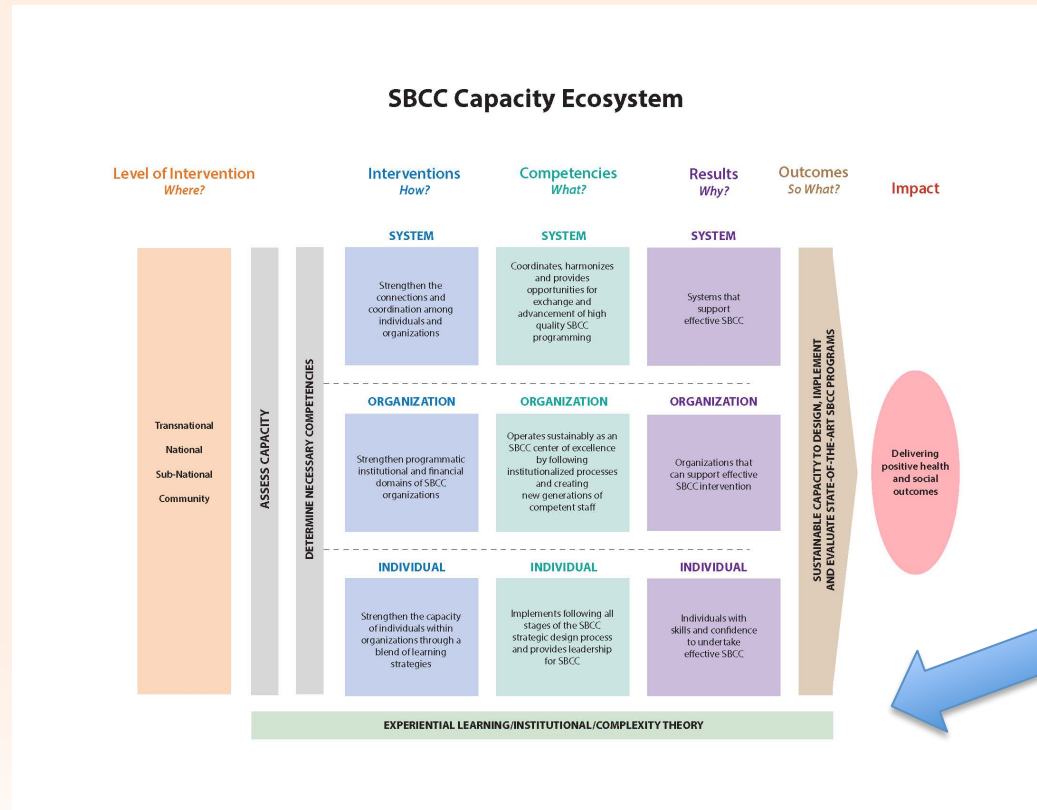 SBCC Capacity Ecosystem
Level of Intervention
Where?
Interventions
How?
Competencies
What?
Results
Why?
Outcomes
So What?
Impact
Transnational
National
Sub-National
Community
ASSESS CAPACITY
DETERMINE NECESSARY COMPETENCIES
SYSTEM
Strengthen the
connections and
coordination among
individuals and
organizations
SYSTEM
Coordinates, harmonizes
and provides
opportunities for
exchange and
advancement of high
quality SBCC
programming
SYSTEM
Systems that
support
effective SBCC
ORGANIZATION
Strengthen programmatic
institutional and financial
domains of SBCC
organizations
ORGANIZATION
Operates sustainably as an
SBCC center of excellence
by following
institutionalized processes
and creating
new generations of
competent staff
ORGANIZATION
Organizations that
can support effective
SBCC intervention
INDIVIDUAL
Strengthen the capacity
of individuals within
organizations through a
blend of learning
strategies
INDIVIDUAL
Implements following all
stages of the SBCC
strategic design process
and provides leadership
for SBCC
INDIVIDUAL
Individuals with
skills and confidence
to undertake
effective SBCC
SUSTAINABLE CAPACITY TO DESIGN, IMPLEMENT
AND EVALUATE STATE-OF-THE-ART SBCC PROGRAMS
Delivering
positive health
and social
outcomes
EXPERIENTIAL LEARNING/INSTITUTIONAL/COMPLEXITY THEORY